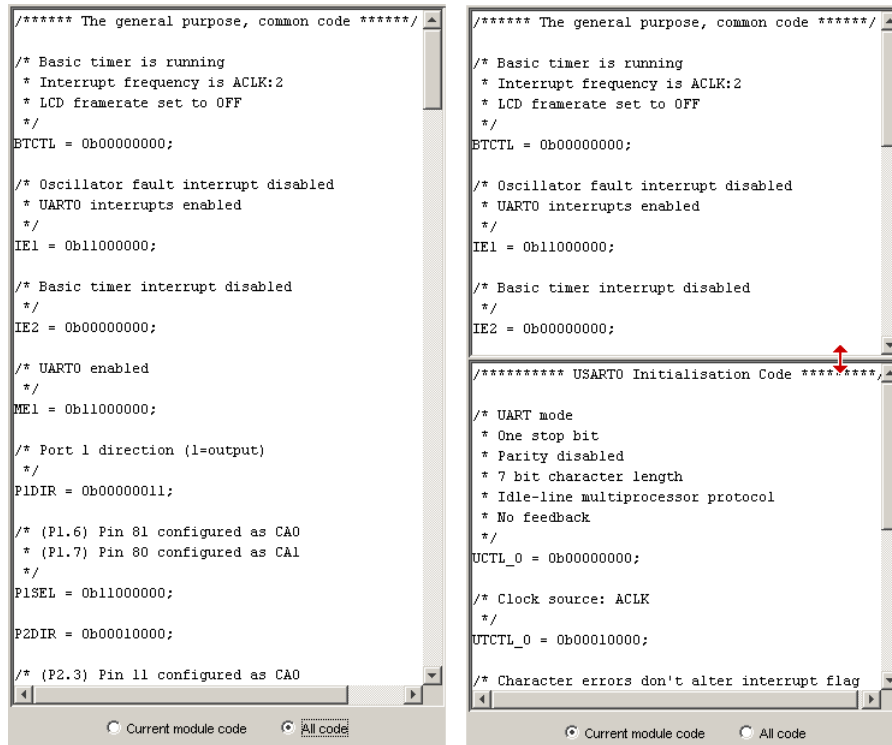 /****** The general purpose, common code ******/
/* Basic timer is running
* Interrupt frequency is ACLK:2
* LCD framerate set to OFF
*/
BTCTL = 0b00000000;
/* Oscillator fault interrupt disabled
* UART0 interrupts enabled
*/
IE1 = 0b11000000;
/* Basic timer interrupt disabled
*/
IE2 = 0b00000000;
/* UART0 enabled
*/
ME1 = 0b11000000;
/* Port 1 direction (1=output)
*/
P1DIR = 0b00000011;
/* (P1.6) Pin 81 configured as CA0
* (P1.7) Pin 80 configured as CA1
*/
P1SEL = 0b11000000;
P2DIR = 0b00010000;
/* (P2.3) Pin 11 configured as CA0
Current module code All code
/****** The general purpose, common code ******/
/* Basic timer is running
* Interrupt frequency is ACLK:2
* LCD framerate set to OFF
*/
BTCTL = 0b00000000;
/* Oscillator fault interrupt disabled
* UART0 interrupts enabled
*/
IE1 = 0b11000000;
/* Basic timer interrupt disabled
*/
IE2 = 0b00000000;
/********** USART0 Initialisation Code **********/
/* UART mode
* One stop bit
* Parity disabled
* 7 bit character length
* Idle-line multiprocessor protocol
* No feedback
*/
UCTL_0 = 0b00000000;
/* Clock source: ACLK
*/
UTCTL_0 = 0b00010000;
/* Character errors don't alter interrupt flag
Current module code All code